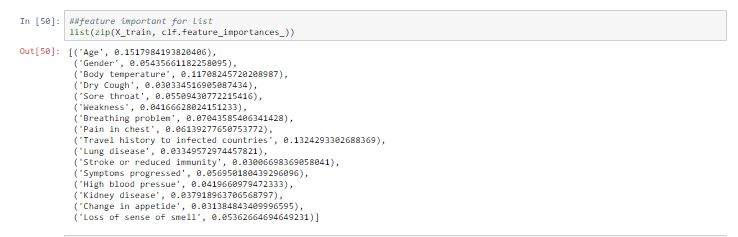 In [50]: ##feature important for List
list(zip(X_train, clf.feature_importances_))
Out[50]: [('Age', 0.1517984193820406),
('Gender', 0.05435661182258095),
('Body temperature', 0.11708245720208987),
('Dry Cough', 0.030334516905087434),
('Sore throat', 0.05509430772215416),
('Weakness', 0.04166628024151233),
('Breathing problem', 0.07043585406341428),
('Pain in chest', 0.06139277650753772),
('Travel history to infected countries', 0.1324293302688369),
('Lung disease', 0.03349572974457821),
('Stroke or reduced immunity', 0.03006698369058041),
('Symptoms progressed', 0.056950180439296096),
('High blood pressue', 0.0419660979472333),
('Kidney disease', 0.037918963706568797),
('Change in appetide', 0.031384843409996595),
('Loss of sense of smell', 0.05362664694649231)]